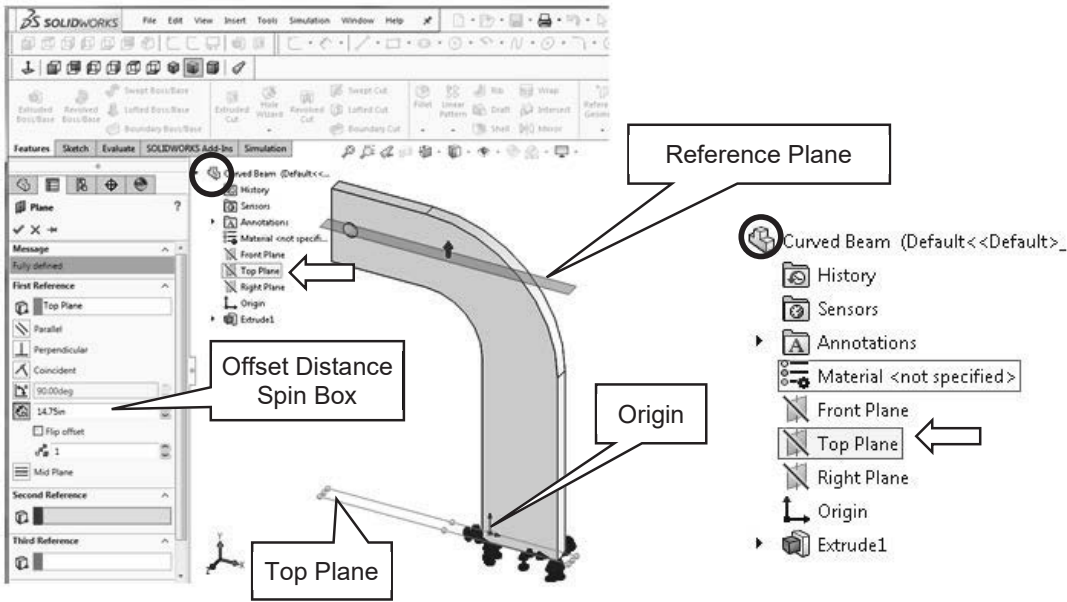 SOLIDWORKS File Edit View Insert Tools Simulation Window Help
Extruded Boss/Base
Revolved Boss/Base
Swept Boss/Base
Lofted Boss/Base
Boundary Boss/Base
Extruded Cut
Hole Wizard
Revolved Cut
Swept Cut
Lofted Cut
Boundary Cut
Fillet
Linear Pattern
Rib
Draft
Shell
Wrap
Intersect
Mirror
Features Sketch Evaluate SOLIDWORKS Add-Ins Simulation
Plane ?
Message
Fully defined
First Reference
Top Plane
Parallel
Perpendicular
Coincident
90.00deg
14.75in
Flip offset
1
Mid Plane
Second Reference
Third Reference
Curved Beam (Default<<...
History
Sensors
Annotations
Material <not specifi...
Front Plane
Top Plane
Right Plane
Origin
Extrude1
Reference Plane
Offset Distance
Spin Box
Origin
Top Plane
Y
Curved Beam (Default<<Default>_
History
Sensors
Annotations
Material <not specified>
Front Plane
Top Plane
Right Plane
Origin
Extrude1